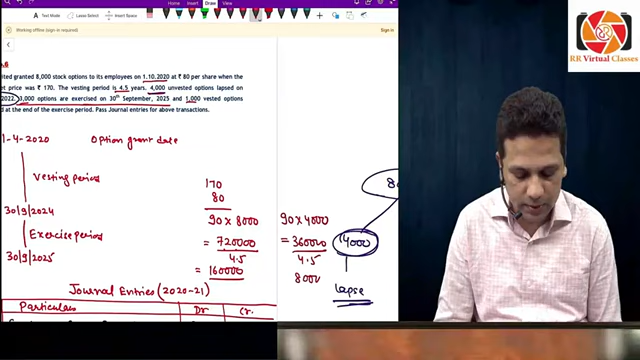 Home Insert Draw View
Text Mode Lasso Select Insert Space
Working offline (sign in required) Sign in
RR Virtual Classes
ited granted 8,000 stock options to its employees on 1.10.2020 at ₹ 80 per share when the
et price was ₹ 170. The vesting period is 4.5 years. 4,000 unvested options lapsed on
2022. 3,000 options are exercised on 30th September, 2025 and 1,000 vested options
d at the end of the exercise period. Pass Journal entries for above transactions.
1-4-2020 Option grant date
Vesting period
30/9/2024
Exercise period
30/9/2025
170
80
90 x 8000
= 720000
4.5
= 160000
90 x 4000
= 360000
4.5
8000
4000
lapse
Journal Entries (2020-21)
Particulars Dr Cr.